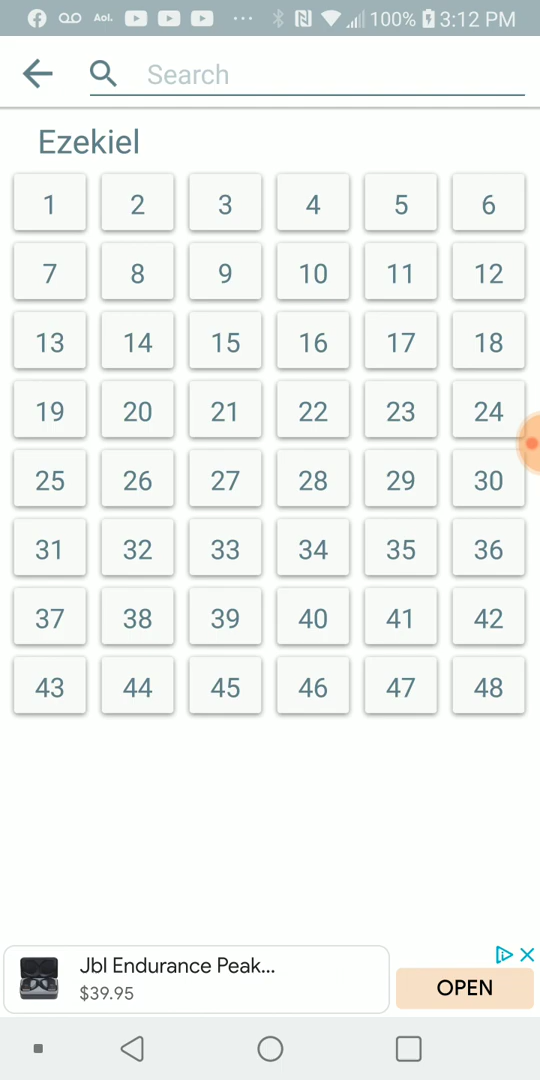 Aol. 100% 3:12 PM
Search
Ezekiel
1 2 3 4 5 6
7 8 9 10 11 12
13 14 15 16 17 18
19 20 21 22 23 24
25 26 27 28 29 30
31 32 33 34 35 36
37 38 39 40 41 42
43 44 45 46 47 48
Jbl Endurance Peak...
$39.95
OPEN